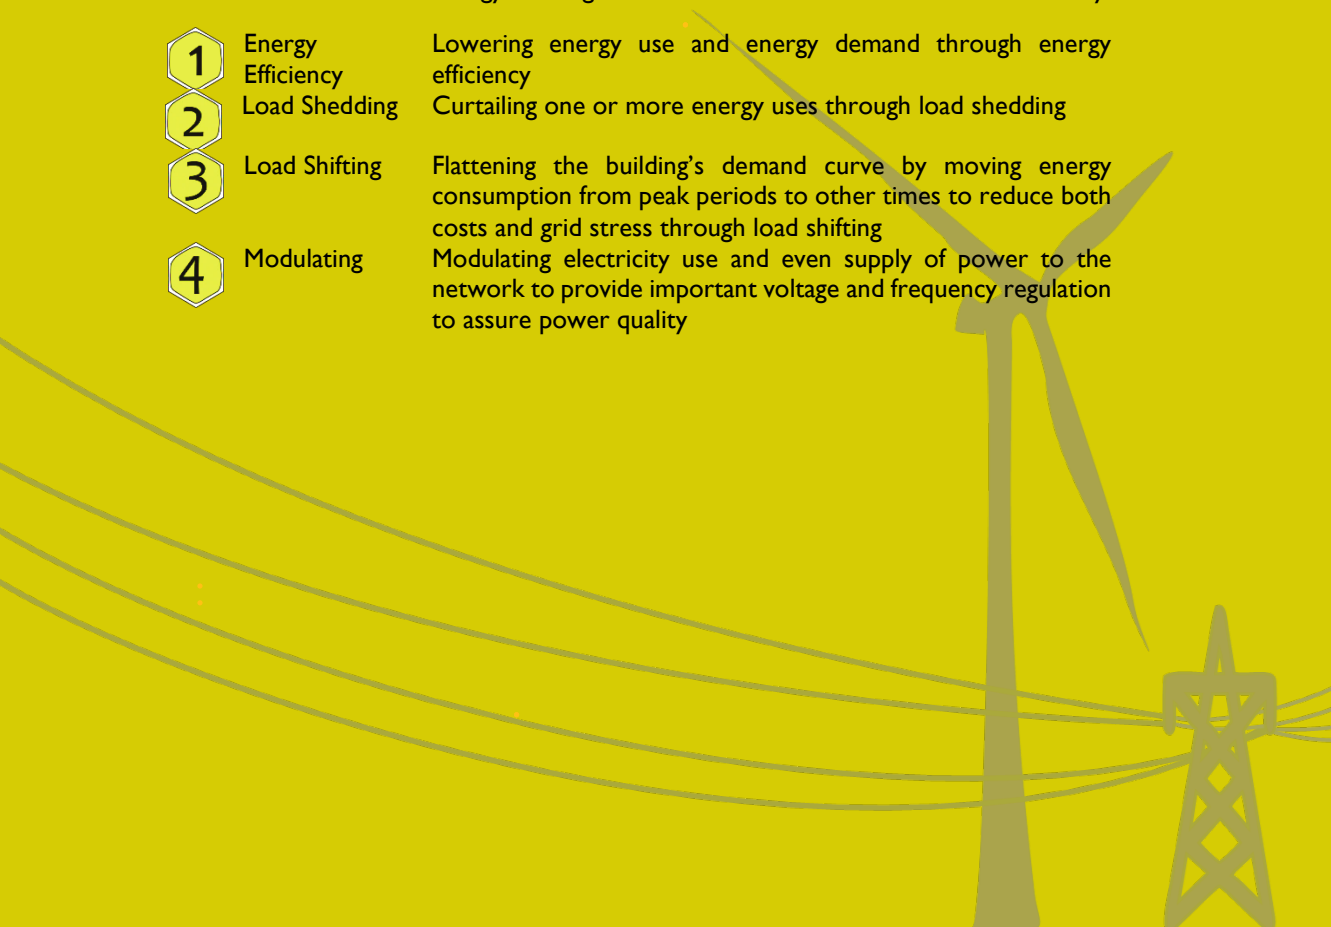 1 Energy Lowering energy use and energy demand through energy
Efficiency efficiency
2 Load Shedding Curtailing one or more energy uses through load shedding
3 Load Shifting Flattening the building’s demand curve by moving energy
consumption from peak periods to other times to reduce both
costs and grid stress through load shifting
4 Modulating Modulating electricity use and even supply of power to the
network to provide important voltage and frequency regulation
to assure power quality